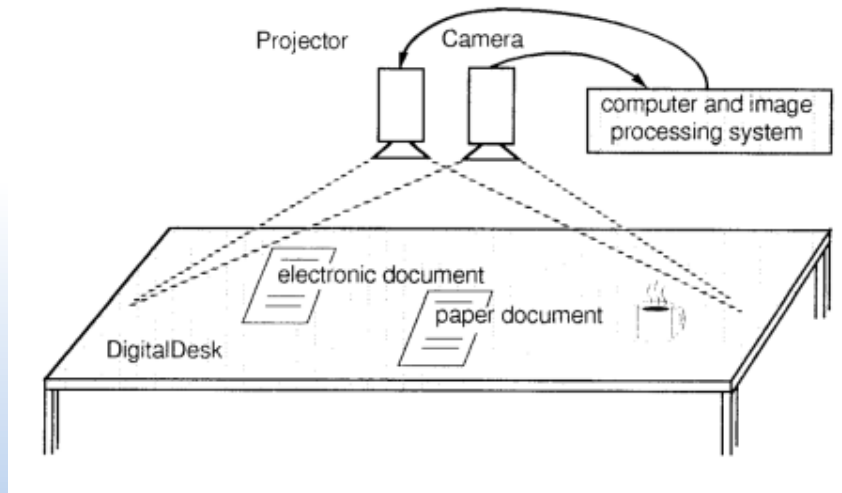 Projector
Camera
computer and image
processing system
electronic document
paper document
DigitalDesk